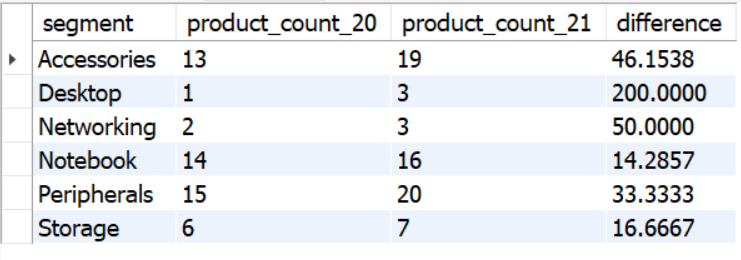 segment product_count_20 product_count_21 difference
Accessories 13 19 46.1538
Desktop 1 3 200.0000
Networking 2 3 50.0000
Notebook 14 16 14.2857
Peripherals 15 20 33.3333
Storage 6 7 16.6667